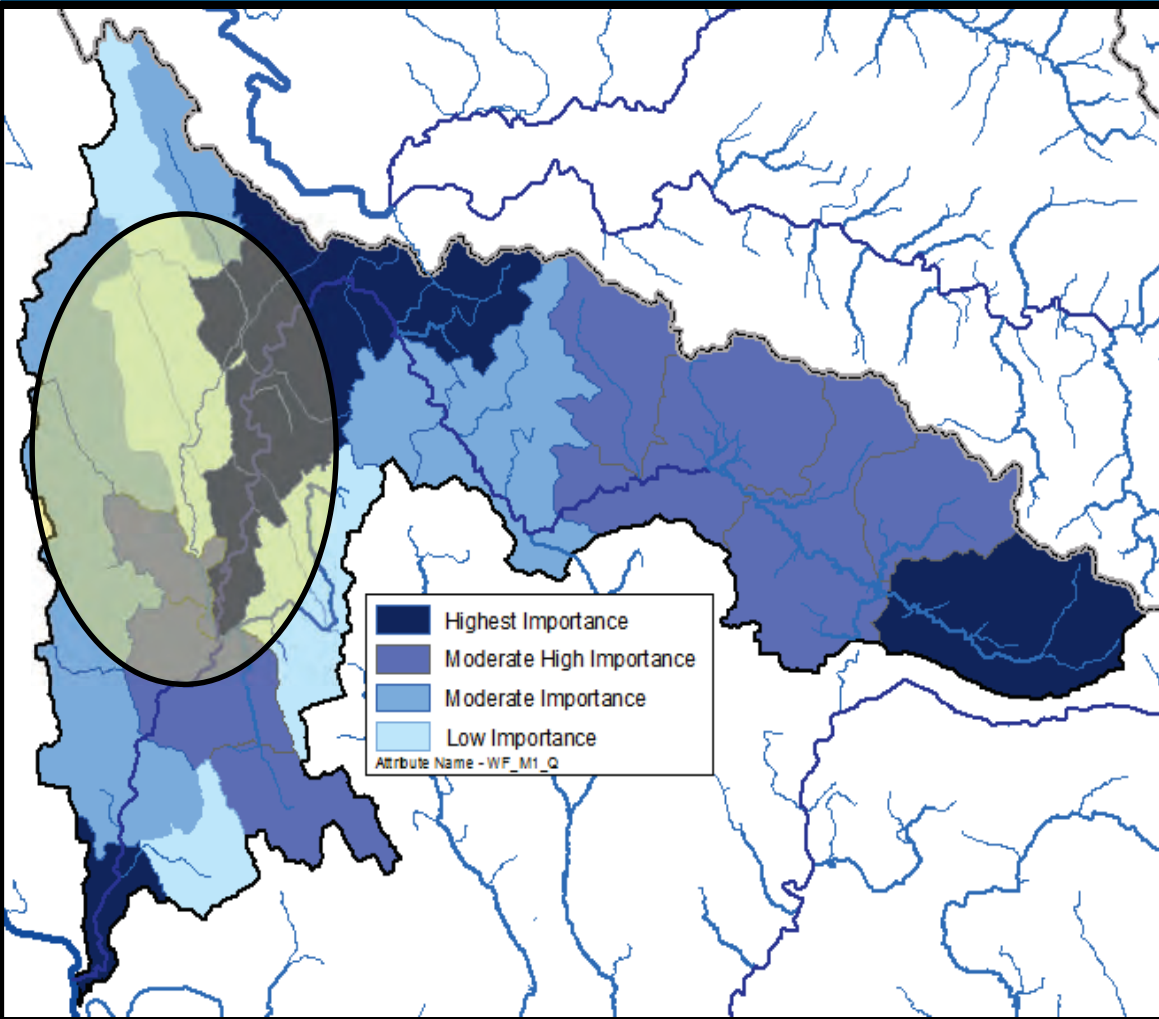 Highest Importance
Moderate High Importance
Moderate Importance
Low Importance
Attribute Name - WF_M1_Q